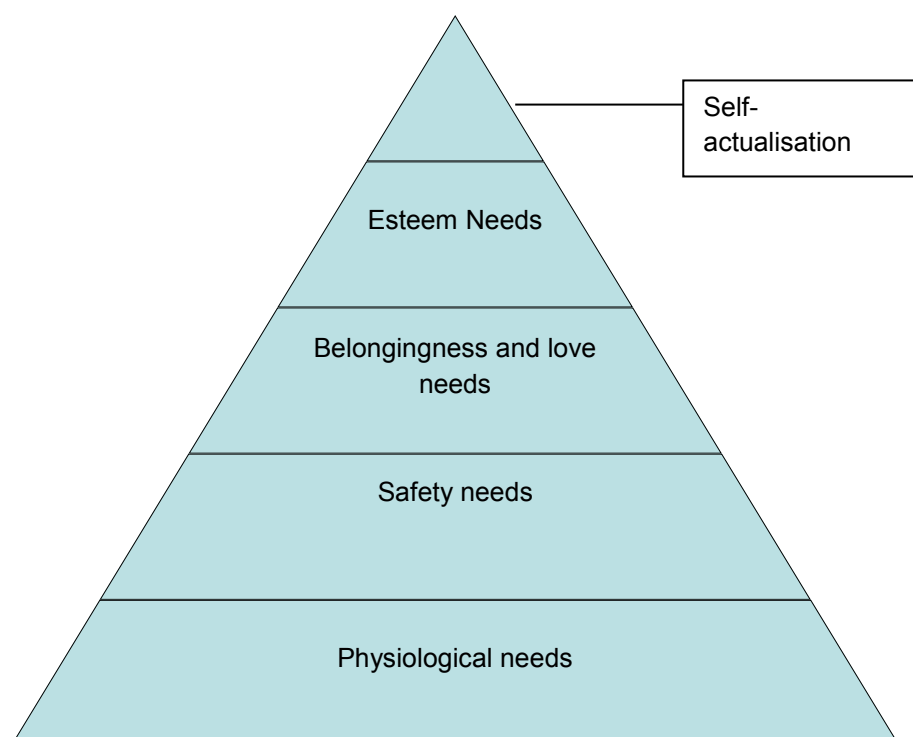 Self-
actualisation
Esteem Needs
Belongingness and love
needs
Safety needs
Physiological needs